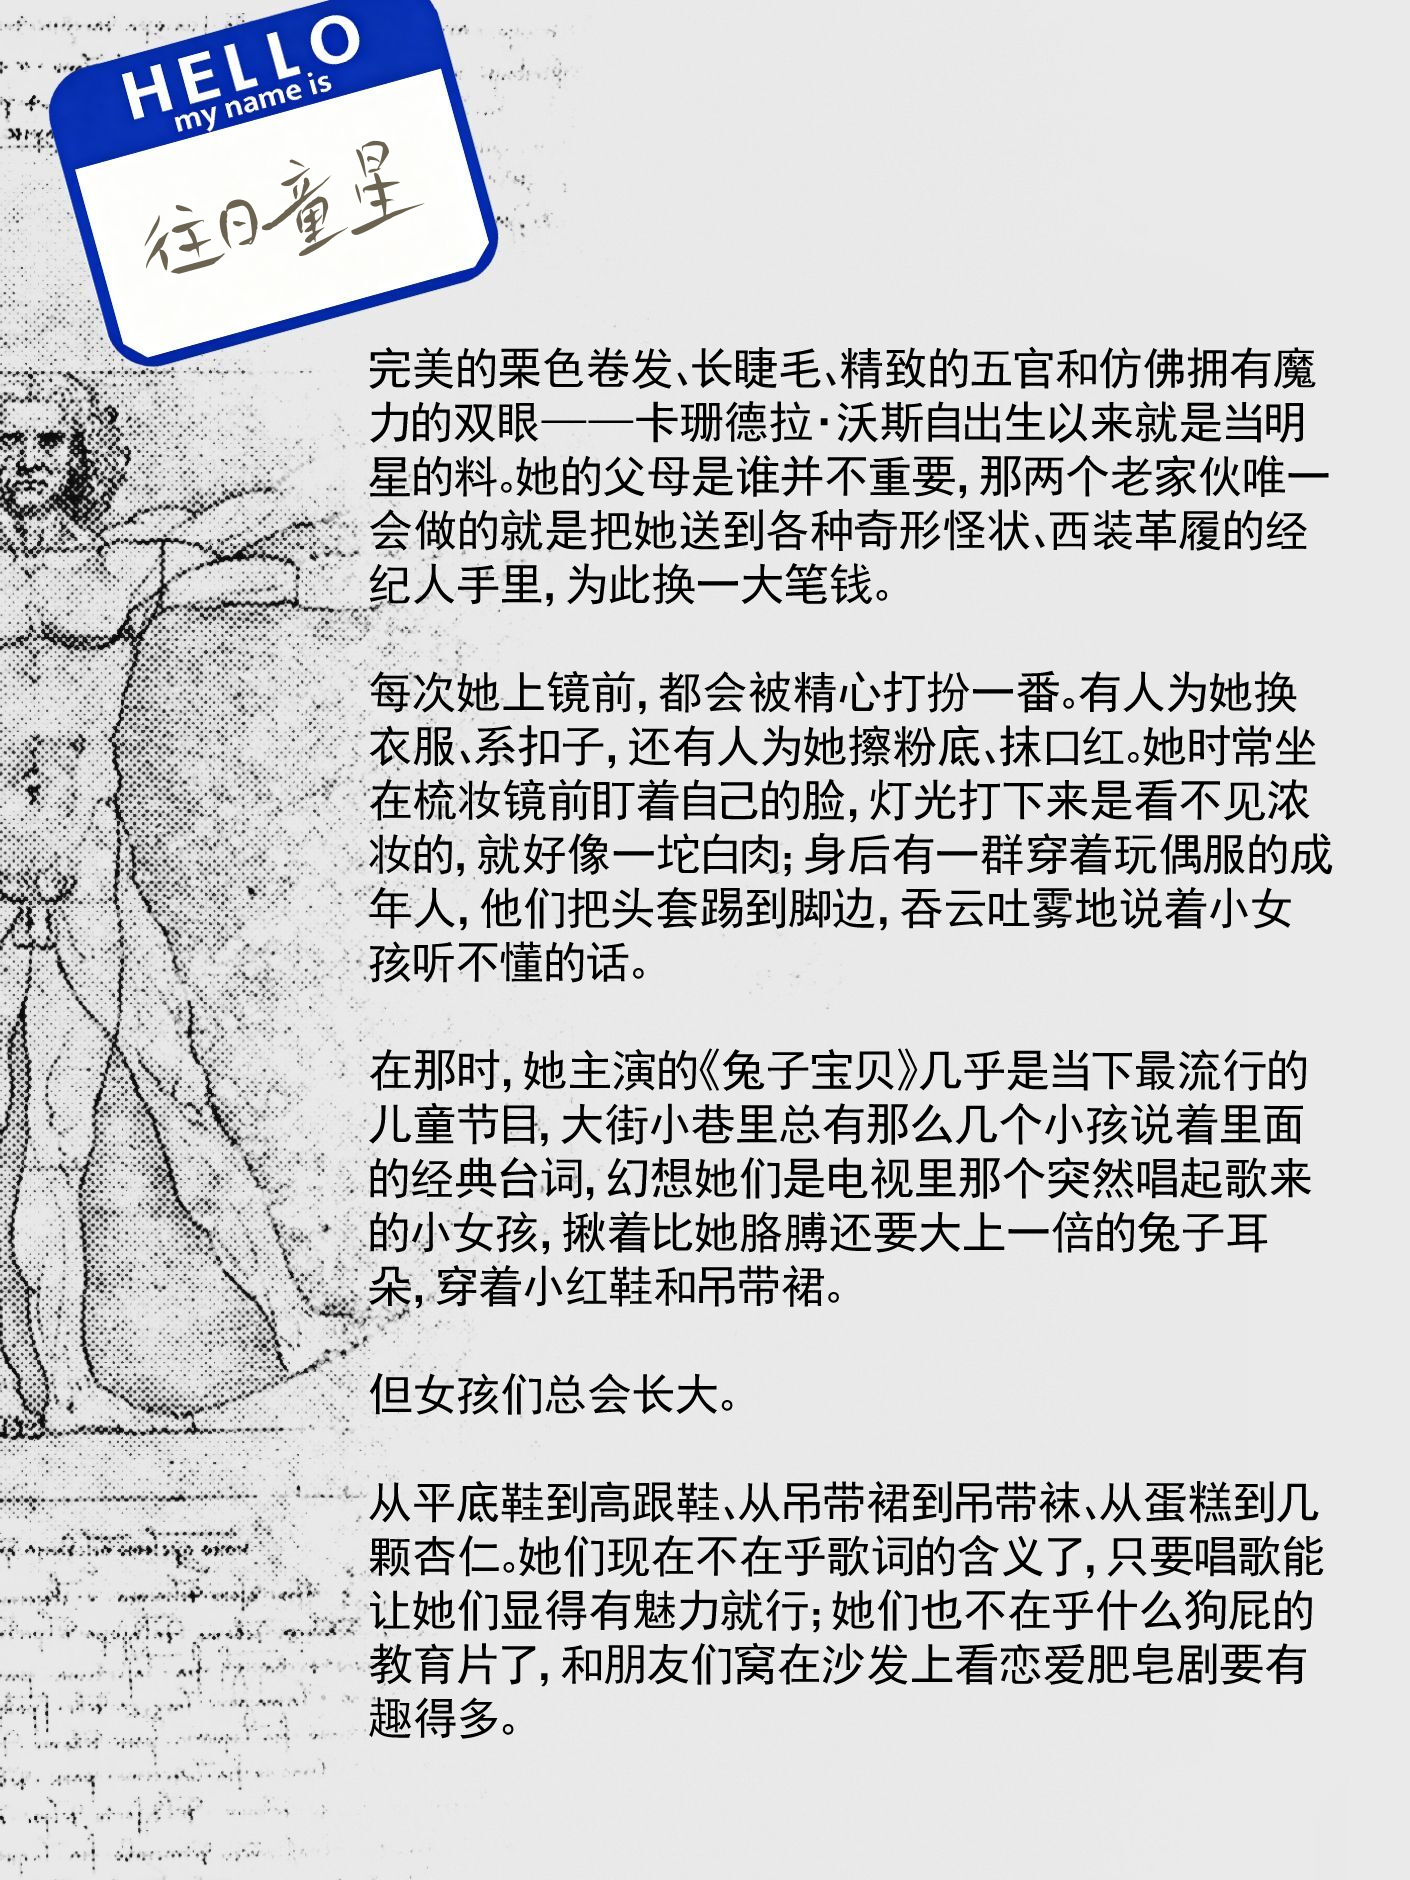 HELLO
my name is
往日童星
完美的栗色卷发、长睫毛、精致的五官和仿佛拥有魔
力的双眼——卡珊德拉·沃斯自出生以来就是当明
星的料。她的父母是谁并不重要，那两个老家伙唯一
会做的就是把她送到各种奇形怪状、西装革履的经
纪人手里，为此换一大笔钱。
每次她上镜前，都会被精心打扮一番。有人为她换
衣服、系扣子，还有人为她擦粉底、抹口红。她时常坐
在梳妆镜前盯着自己的脸，灯光打下来是看不见浓
妆的，就好像一坨白肉；身后有一群穿着玩偶服的成
年人，他们把头套踢到脚边，吞云吐雾地说着小女
孩听不懂的话。
在那时，她主演的《兔子宝贝》几乎是当下最流行的
儿童节目，大街小巷里总有那么几个小孩说着里面
的经典台词，幻想她们是电视里那个突然唱起歌来
的小女孩，揪着比她胳膊还要大上一倍的兔子耳
朵，穿着小红鞋和吊带裙。
但女孩们总会长大。
从平底鞋到高跟鞋、从吊带裙到吊带袜、从蛋糕到几
颗杏仁。她们现在不在乎歌词的含义了，只要唱歌能
让她们显得有魅力就行；她们也不在乎什么狗屁的
教育片了，和朋友们窝在沙发上看恋爱肥皂剧要有
趣得多。